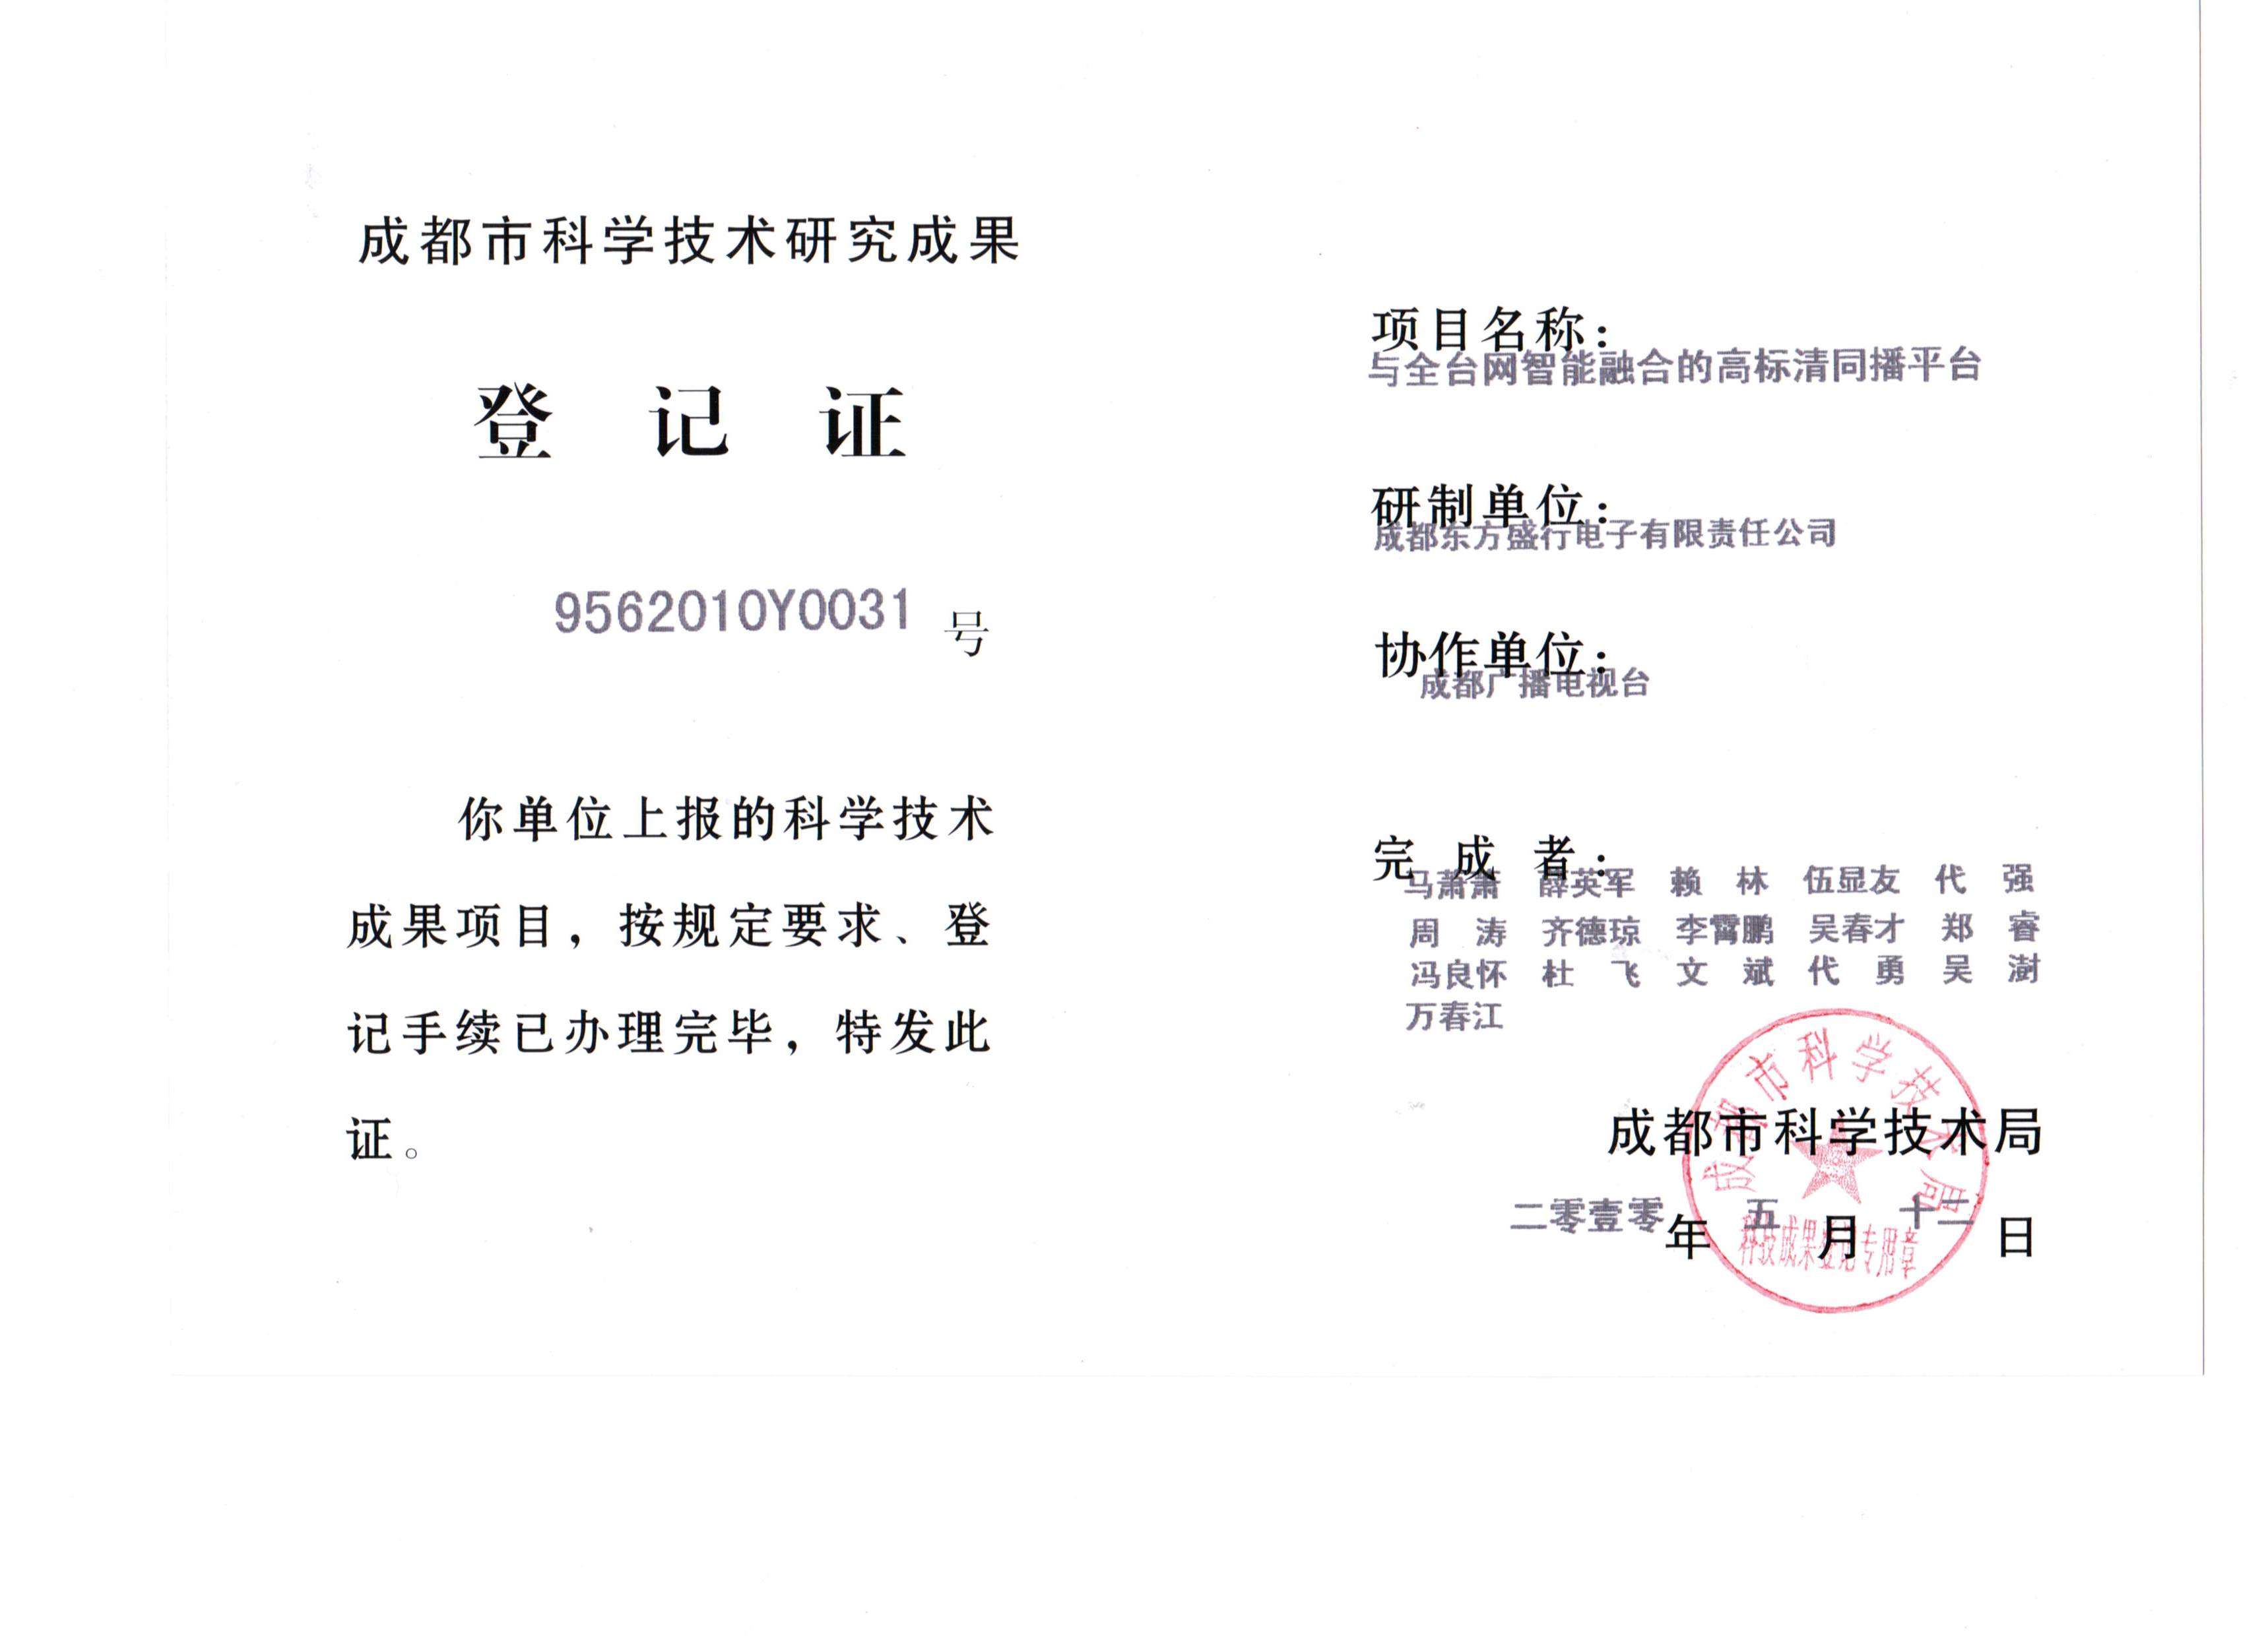 成都市科学技术研究成果
登 记 证
9562010Y0031 号
你单位上报的科学技术
成果项目，按规定要求、登
记手续已办理完毕，特发此
证。
项目名称：
与全台网智能融合的高标清同播平台
研制单位：
成都东方盛行电子有限责任公司
协作单位：
成都广播电视台
完 成 者：
马萧萧 薛英军 赖 林 伍显友 代 强
周 涛 齐德琼 李霄鹏 吴春才 郑 睿
冯良怀 杜 飞 文 斌 代 勇 吴 澍
万春江
成都市科学技术局
二零壹零年 五 月 十二 日
成都市科学技术局
科技成果登记专用章